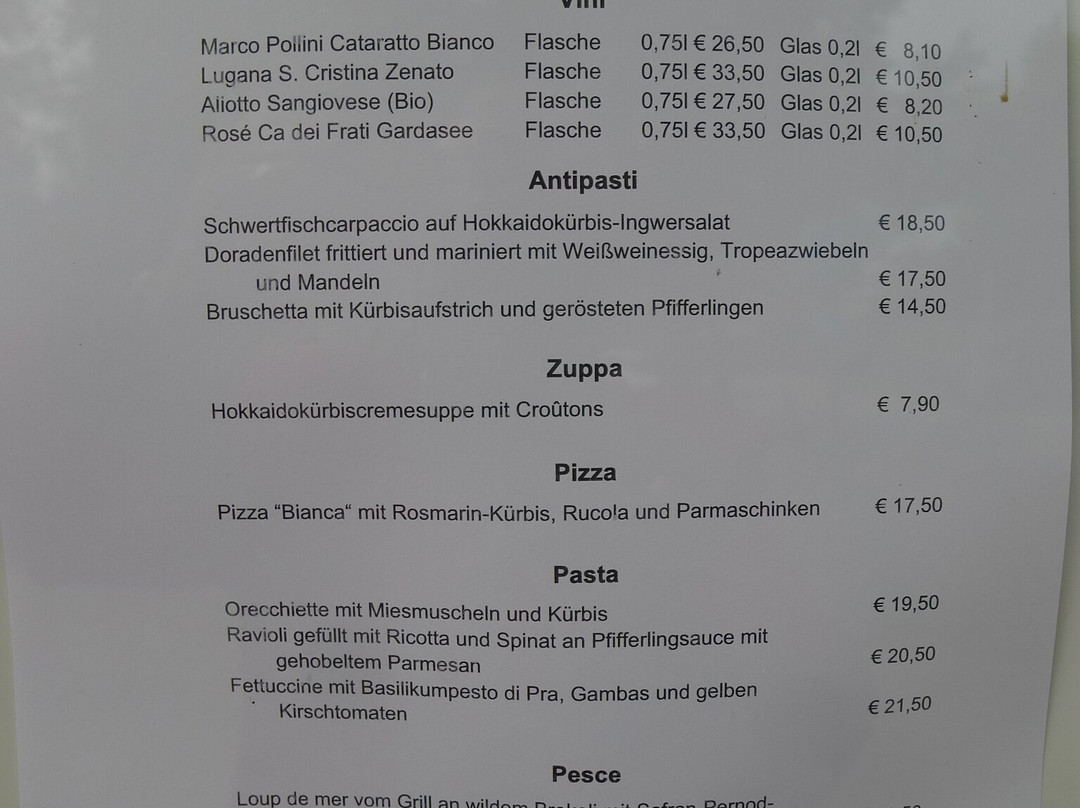 Vini
Marco Pollini Cataratto Bianco Flasche 0,75l € 26,50 Glas 0,2l € 8,10
Lugana S. Cristina Zenato Flasche 0,75l € 33,50 Glas 0,2l € 10,50
Aliotto Sangiovese (Bio) Flasche 0,75l € 27,50 Glas 0,2l € 8,20
Rosé Ca dei Frati Gardasee Flasche 0,75l € 33,50 Glas 0,2l € 10,50
Antipasti
Schwertfischcarpaccio auf Hokkaidokürbis-Ingwersalat € 18,50
Doradenfilet frittiert und mariniert mit Weißweinessig, Tropeazwiebeln
und Mandeln € 17,50
Bruschetta mit Kürbisaufstrich und gerösteten Pfifferlingen € 14,50
Zuppa
Hokkaidokürbiscremesuppe mit Croûtons € 7,90
Pizza
Pizza “Bianca“ mit Rosmarin-Kürbis, Rucola und Parmaschinken € 17,50
Pasta
Orecchiette mit Miesmuscheln und Kürbis € 19,50
Ravioli gefüllt mit Ricotta und Spinat an Pfifferlingsauce mit
gehobeltem Parmesan € 20,50
Fettuccine mit Basilikumpesto di Pra, Gambas und gelben
Kirschtomaten € 21,50
Pesce
Loup de mer vom Grill an wildem mit Safran Pernod-